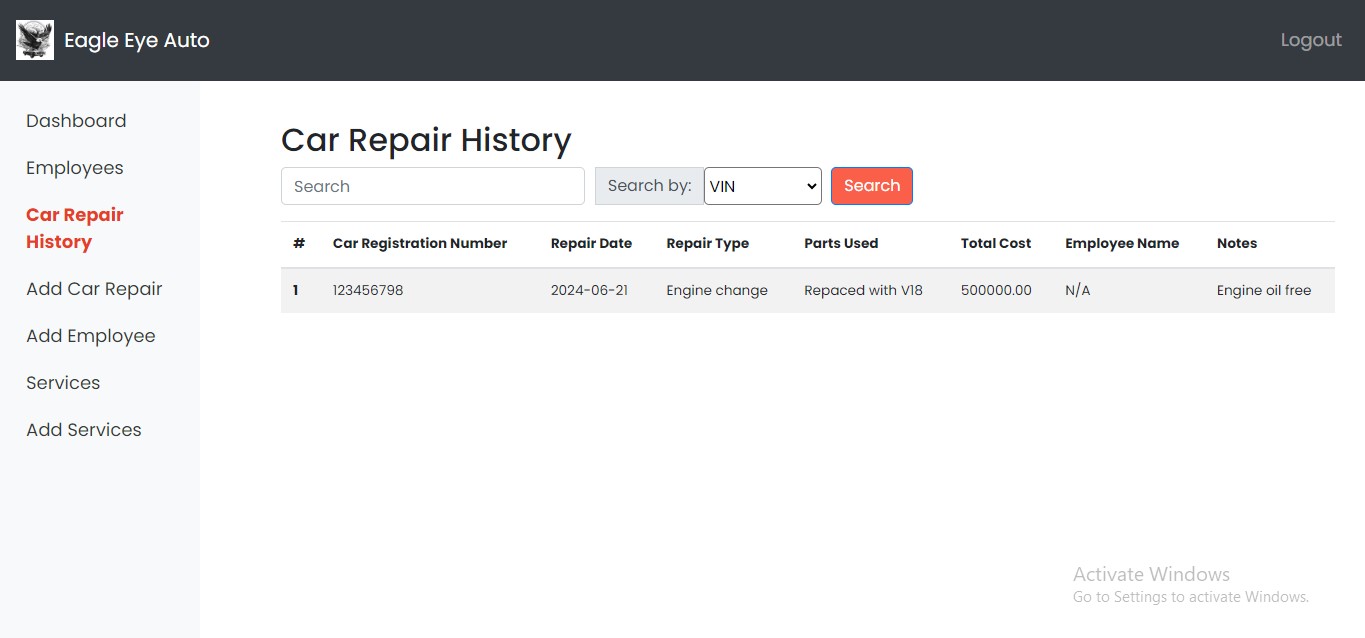 Eagle Eye Auto
Logout
Dashboard
Employees
Car Repair
History
Add Car Repair
Add Employee
Services
Add Services
Car Repair History
Search
Search by:
VIN
Search
# Car Registration Number Repair Date Repair Type Parts Used Total Cost Employee Name Notes
1 123456798 2024-06-21 Engine change Repaced with V18 500000.00 N/A Engine oil free
Activate Windows
Go to Settings to activate Windows.